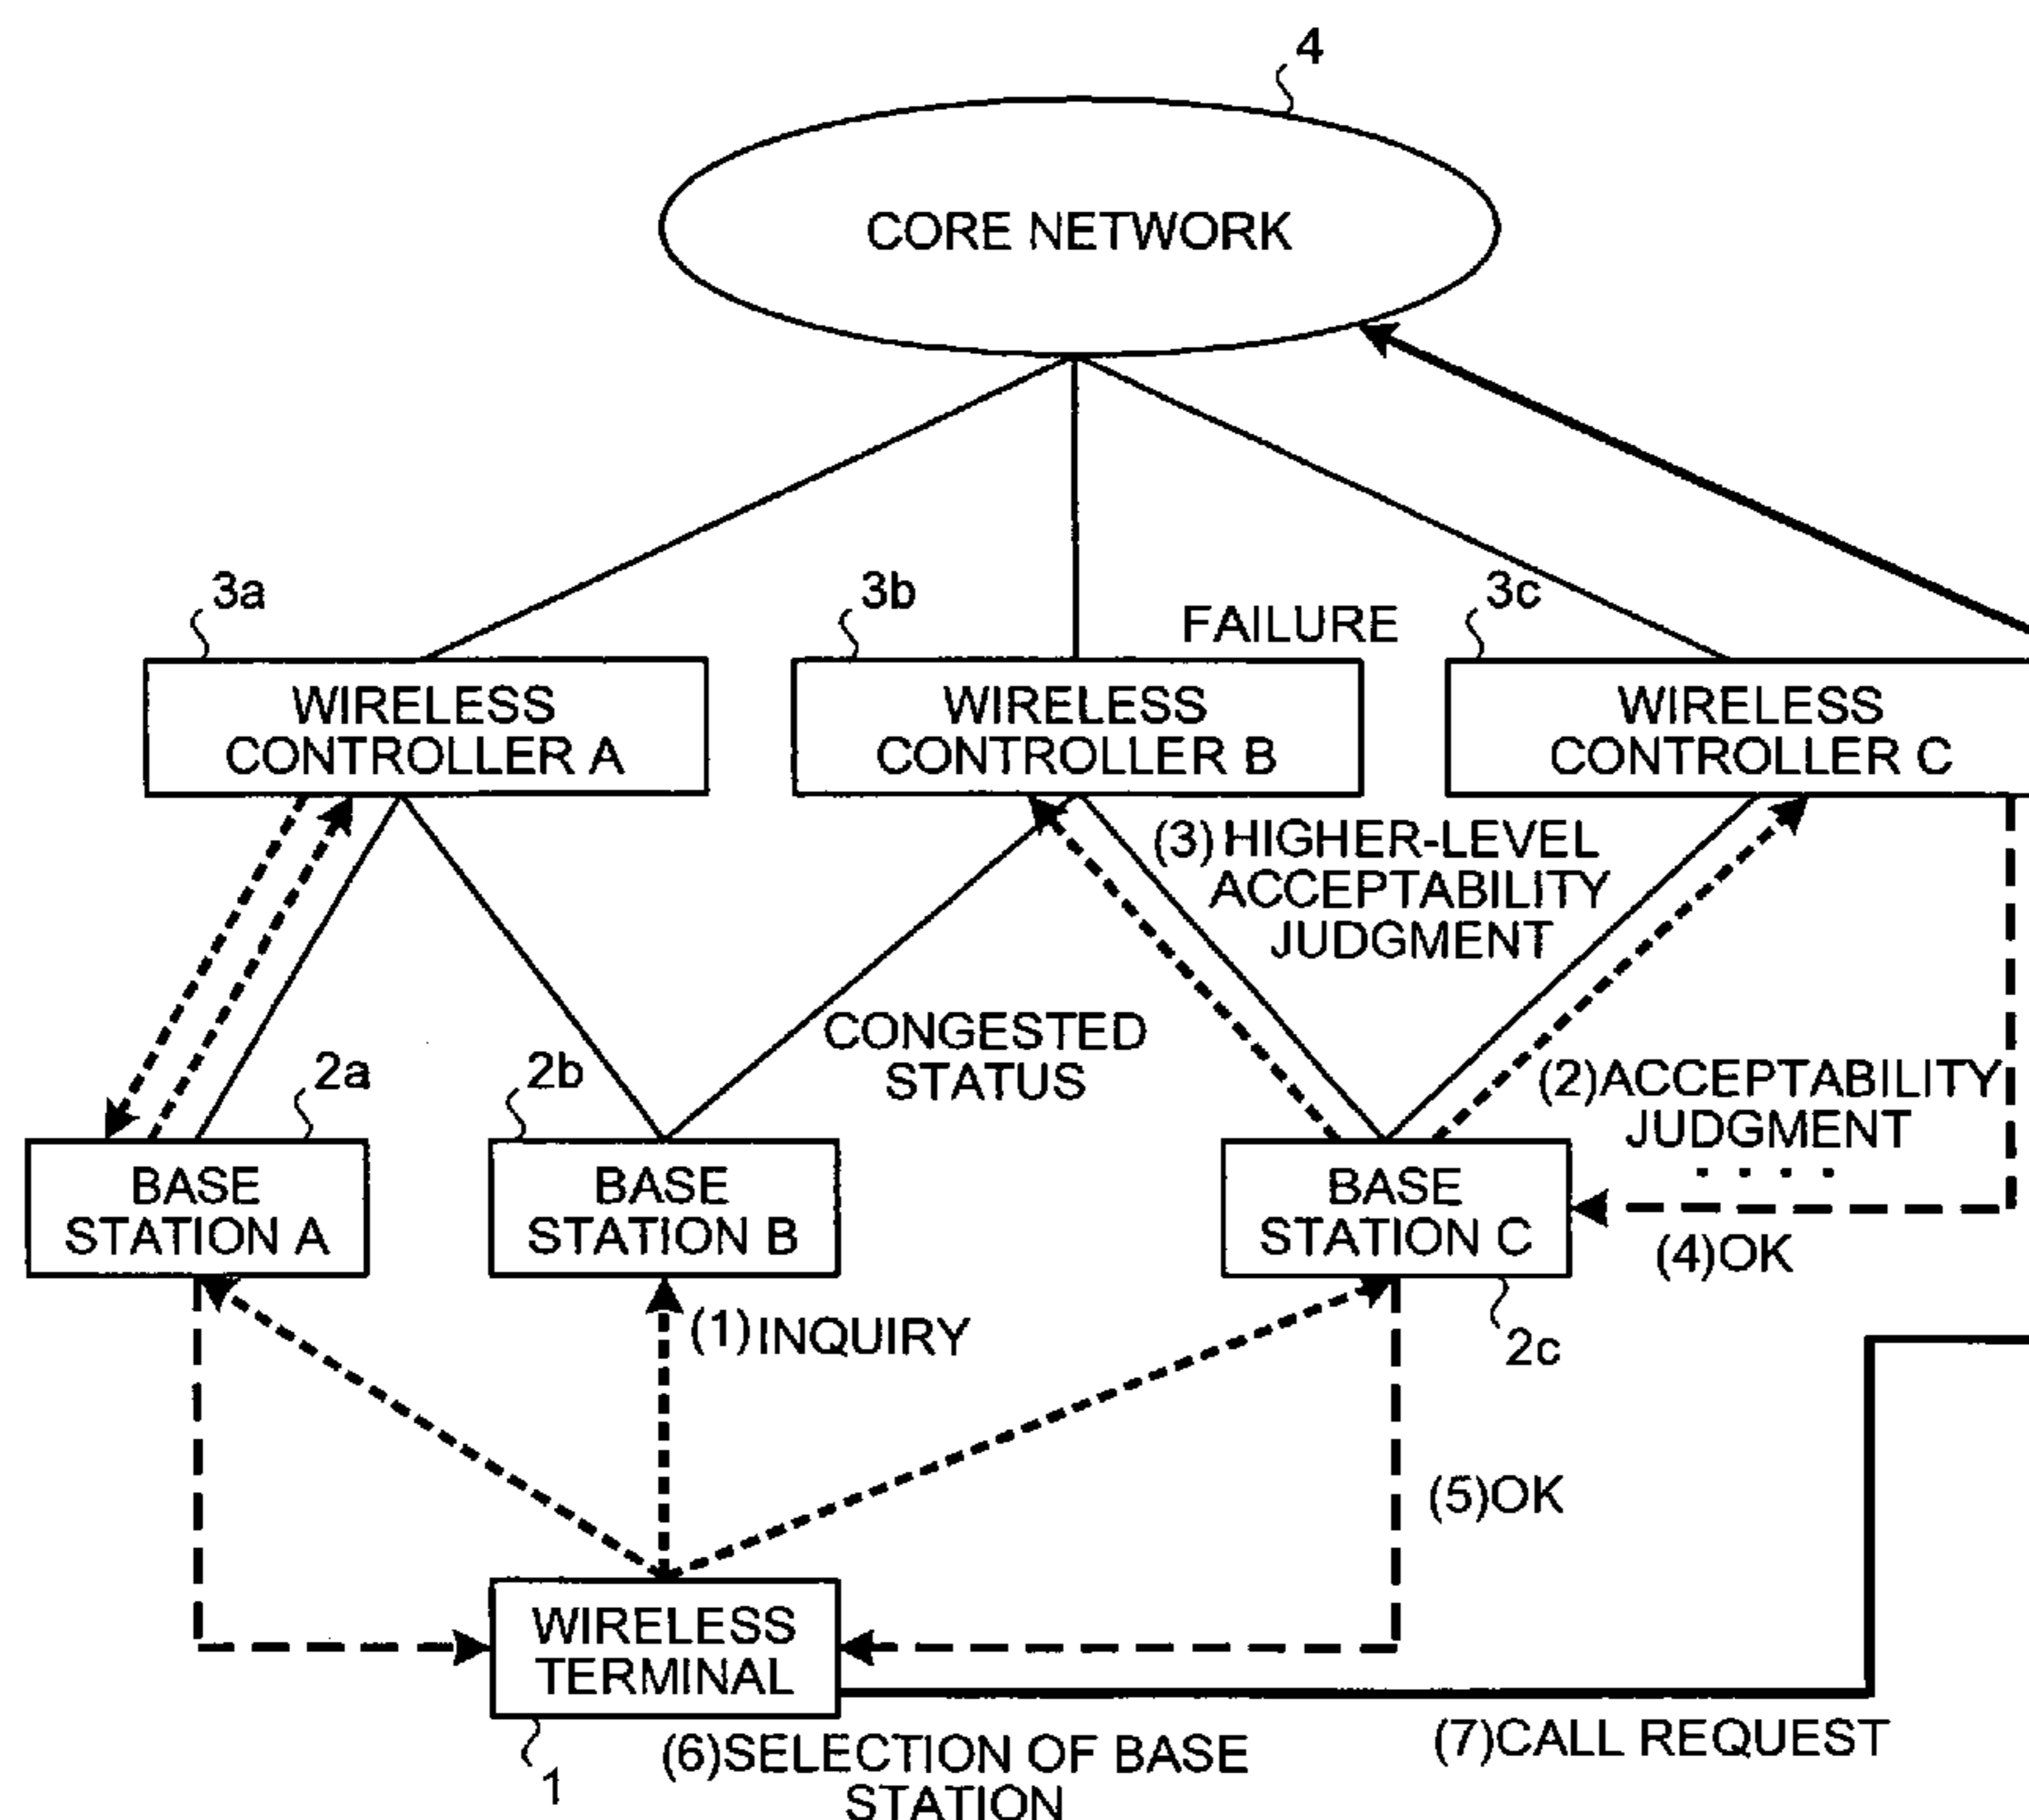 4
CORE NETWORK
3a
3b
FAILURE
3c
WIRELESS
CONTROLLER A
WIRELESS
CONTROLLER B
WIRELESS
CONTROLLER C
(3) HIGHER-LEVEL
ACCEPTABILITY
JUDGMENT
CONGESTED
STATUS
2a
2b
(2)ACCEPTABILITY
JUDGMENT
BASE
STATION A
BASE
STATION B
BASE
STATION C
(4)OK
(1) INQUIRY
2c
(5)OK
WIRELESS
TERMINAL
1
(6)SELECTION OF BASE
STATION
(7)CALL REQUEST